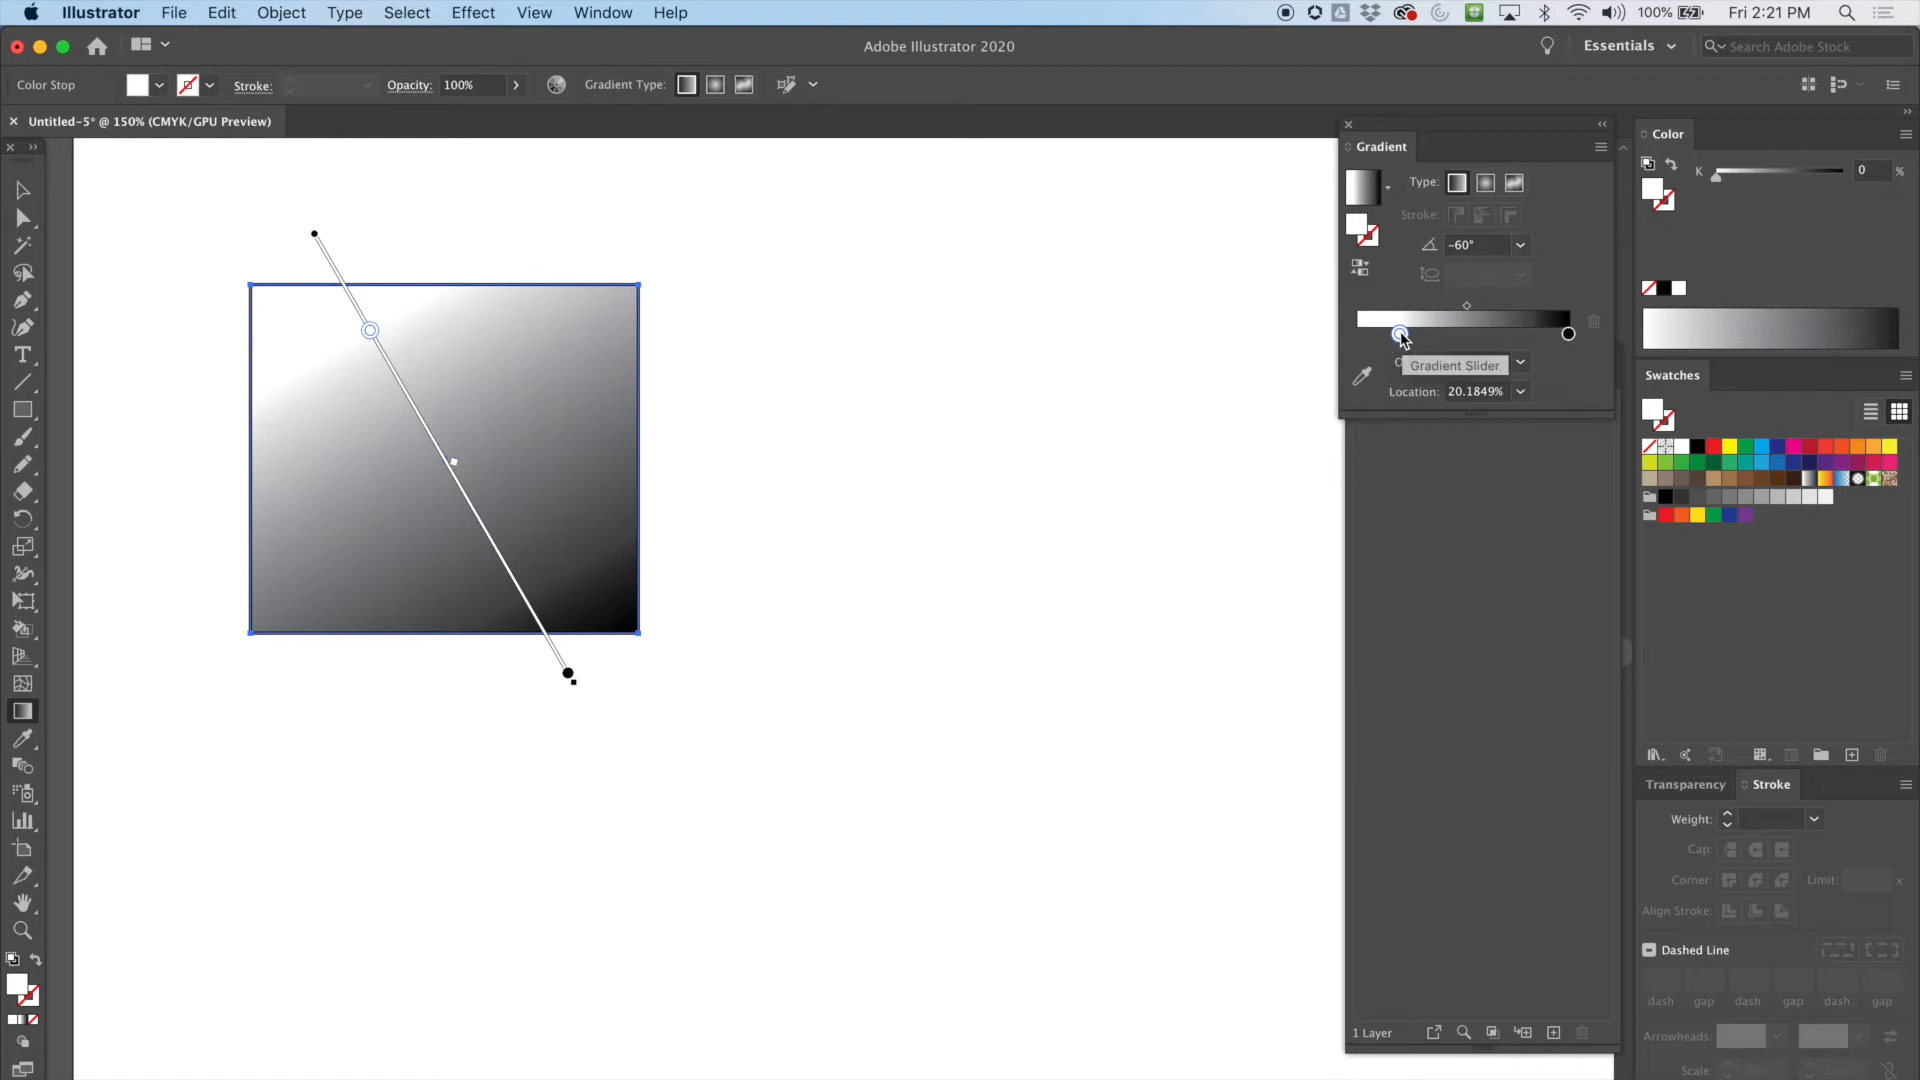 Illustrator File Edit Object Type Select Effect View Window Help 100% Fri 2:21 PM
Adobe Illustrator 2020 Essentials Search Adobe Stock
Color Stop Stroke: Opacity: 100% Gradient Type:
Untitled-5* @ 150% (CMYK/GPU Preview)
Gradient
Type:
Stroke:
-60°
Gradient Slider
Location: 20.1849%
1 Layer
Color
K 0 %
Swatches
Transparency Stroke
Weight:
Cap:
Corner: Limit: x
Align Stroke:
Dashed Line
dash gap dash gap dash gap
Arrowheads:
Scale: